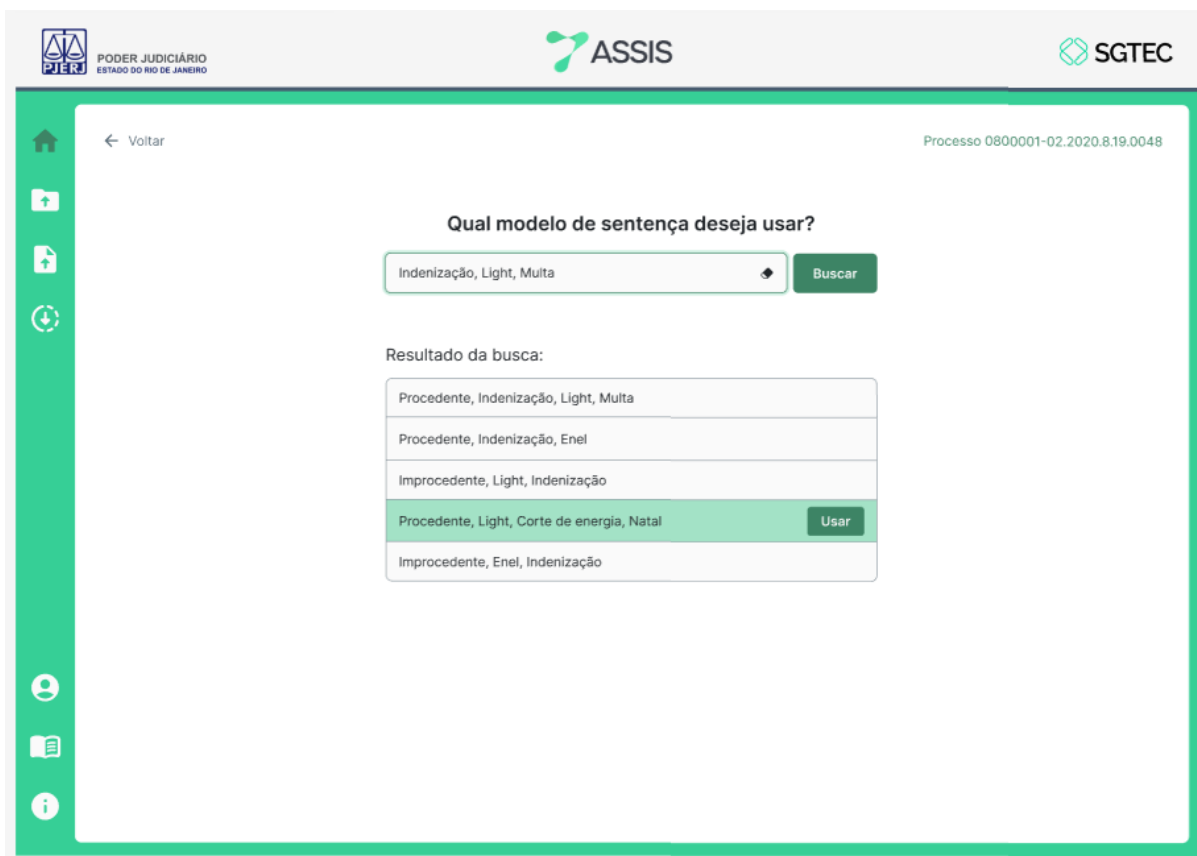 PJERJ
PODER JUDICIÁRIO
ESTADO DO RIO DE JANEIRO
ASSIS
SGTEC
← Voltar
Processo 0800001-02.2020.8.19.0048
Qual modelo de sentença deseja usar?
Indenização, Light, Multa
Buscar
Resultado da busca:
Procedente, Indenização, Light, Multa
Procedente, Indenização, Enel
Improcedente, Light, Indenização
Procedente, Light, Corte de energia, Natal
Usar
Improcedente, Enel, Indenização